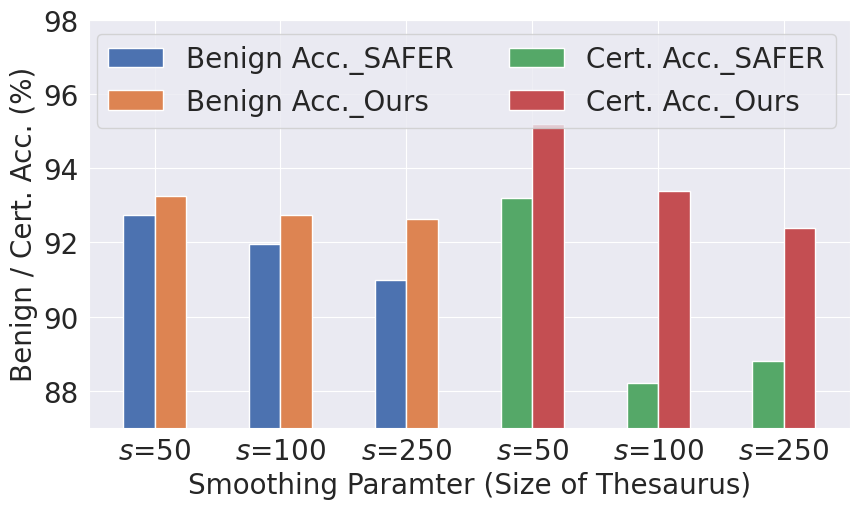 98
96
94
92
90
88
Benign / Cert. Acc. (%)
Benign Acc._SAFER
Benign Acc._Ours
Cert. Acc._SAFER
Cert. Acc._Ours
s=50 s=100 s=250 s=50 s=100 s=250
Smoothing Paramter (Size of Thesaurus)